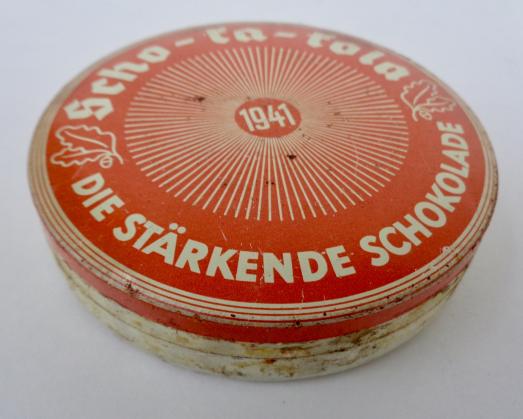 Scho-ka-kola
1941
DIE STÄRKENDE SCHOKOLADE